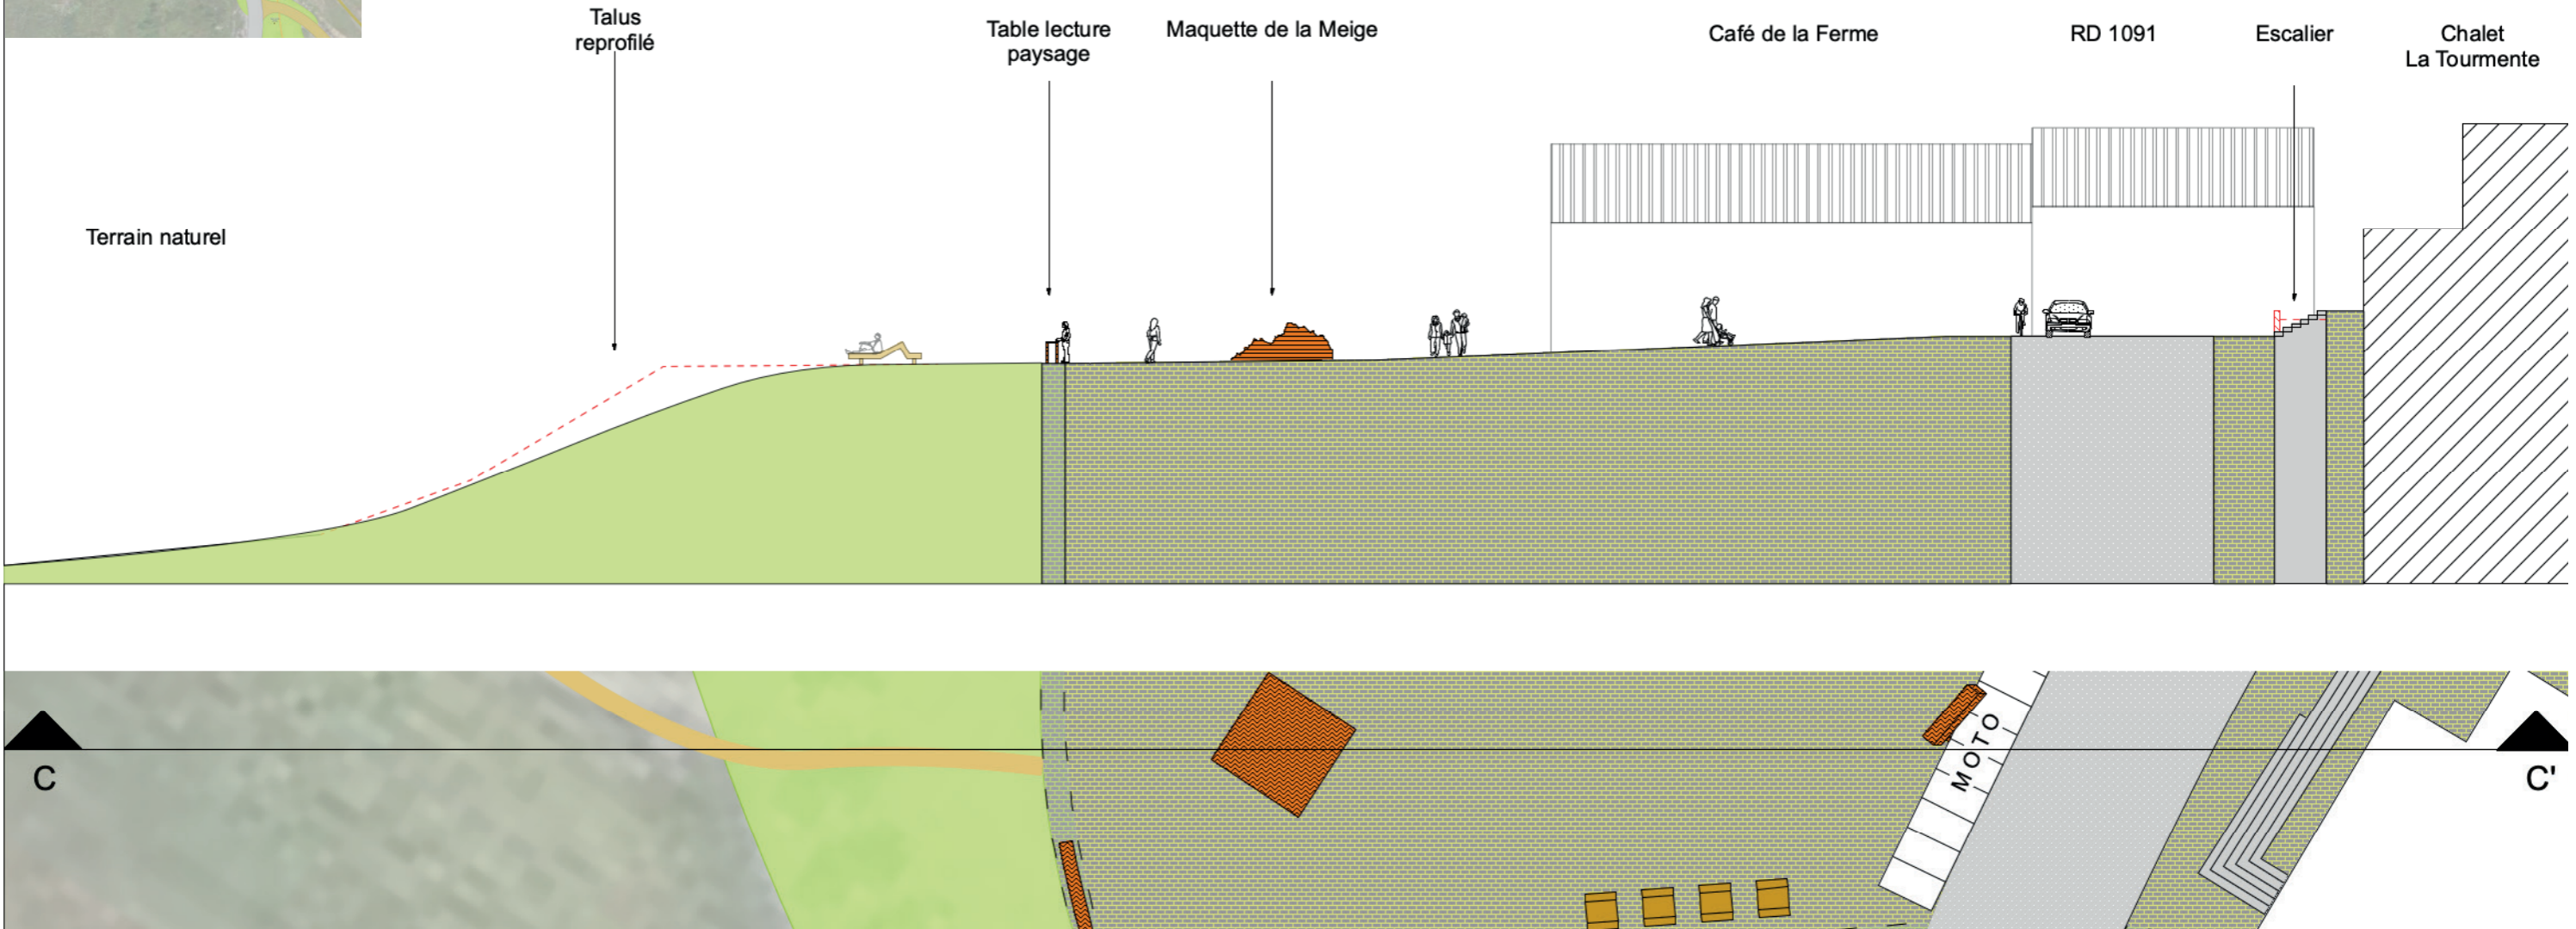 Talus
reprofilé
Table lecture
paysage
Maquette de la Meige
Café de la Ferme
RD 1091
Escalier
Chalet
La Tourmente
Terrain naturel
MOTO
C
C'